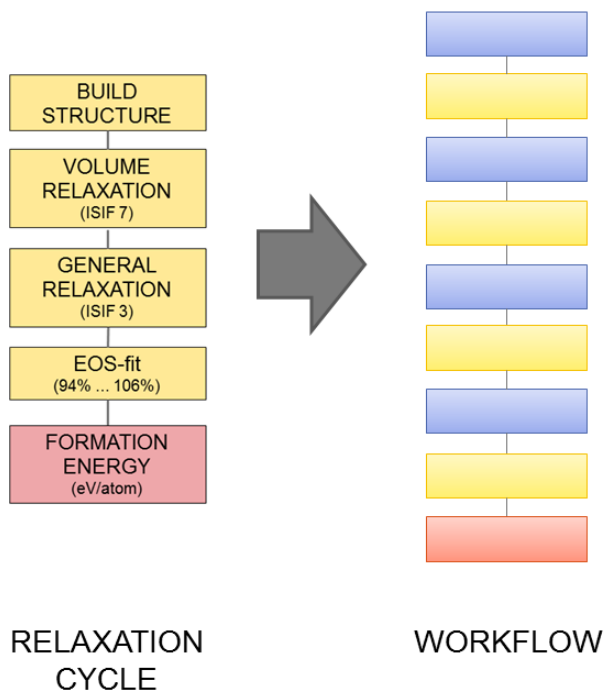 BUILD
STRUCTURE
VOLUME
RELAXATION
(ISIF 7)
GENERAL
RELAXATION
(ISIF 3)
EOS-fit
(94% ... 106%)
FORMATION
ENERGY
(eV/atom)
RELAXATION
CYCLE
WORKFLOW